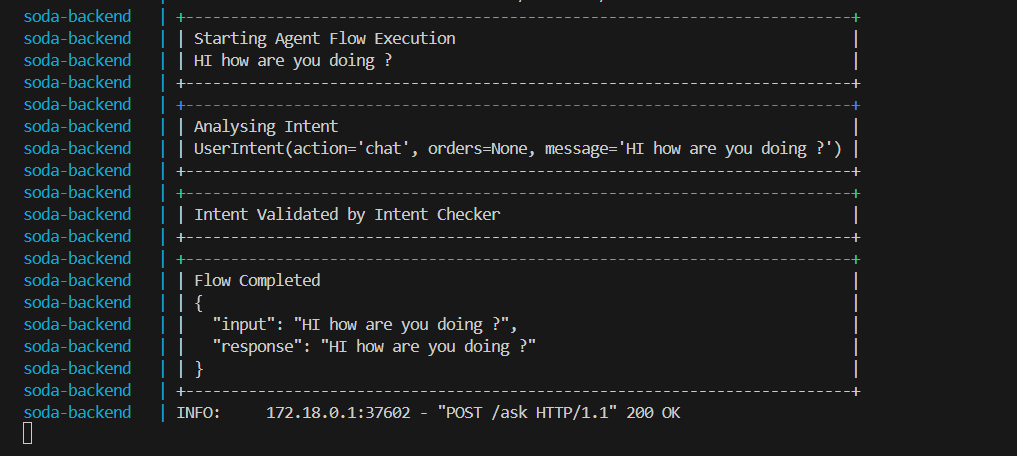 soda-backend | +--------------------------------------------------------------------------+
soda-backend | | Starting Agent Flow Execution |
soda-backend | | HI how are you doing ? |
soda-backend | +--------------------------------------------------------------------------+
soda-backend | +--------------------------------------------------------------------------+
soda-backend | | Analysing Intent |
soda-backend | | UserIntent(action='chat', orders=None, message='HI how are you doing ?') |
soda-backend | +--------------------------------------------------------------------------+
soda-backend | +--------------------------------------------------------------------------+
soda-backend | | Intent Validated by Intent Checker |
soda-backend | +--------------------------------------------------------------------------+
soda-backend | +--------------------------------------------------------------------------+
soda-backend | | Flow Completed |
soda-backend | | { |
soda-backend | |   "input": "HI how are you doing ?", |
soda-backend | |   "response": "HI how are you doing ?" |
soda-backend | | } |
soda-backend | +--------------------------------------------------------------------------+
soda-backend | INFO:     172.18.0.1:37602 - "POST /ask HTTP/1.1" 200 OK